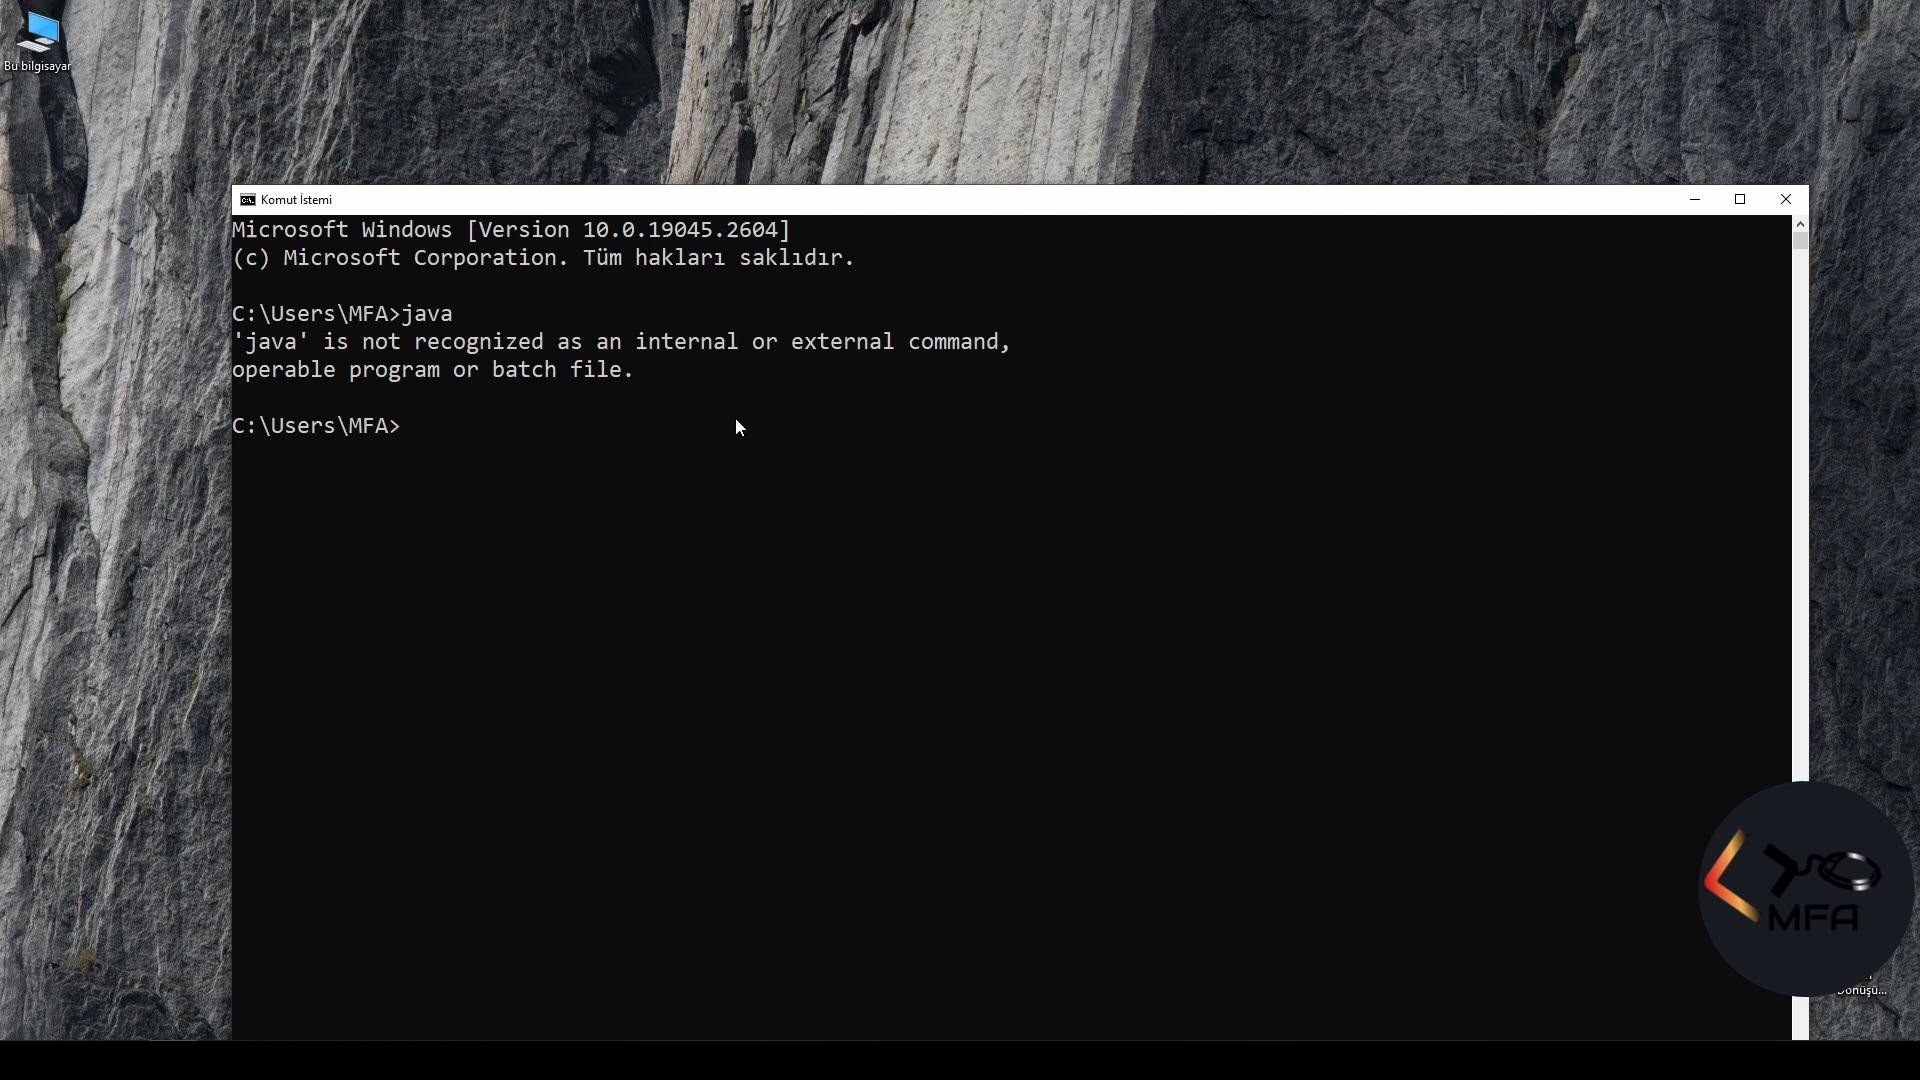 Bu bilgisayar
Komut İstemi
Microsoft Windows [Version 10.0.19045.2604]
(c) Microsoft Corporation. Tüm hakları saklıdır.
C:\Users\MFA>java
'java' is not recognized as an internal or external command,
operable program or batch file.
C:\Users\MFA>
MFA
Dönüşü...